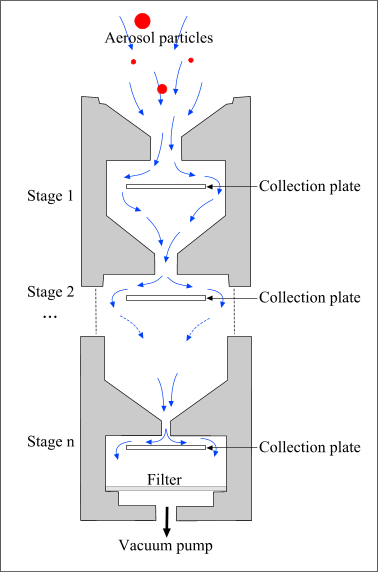 Aerosol particles
Collection plate
Stage 1
Stage 2
Collection plate
...
Stage n
Collection plate
Filter
Vacuum pump